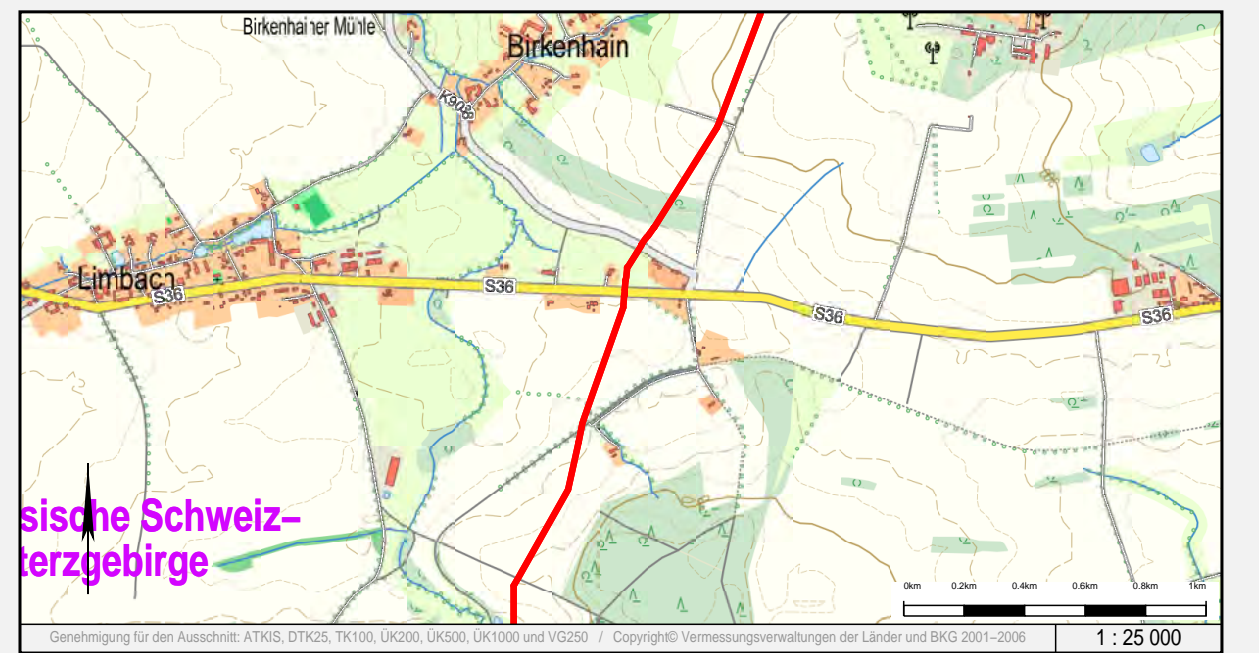 Birkenhainer Mühle
Birkenhain
K9038
Limbach
S36
S36
S36
S36
sische Schweiz–
terzgebirge
0km 0.2km 0.4km 0.6km 0.8km 1km
Genehmigung für den Ausschnitt: ATKIS, DTK25, TK100, ÜK200, ÜK500, ÜK1000 und VG250 / Copyright© Vermessungsverwaltungen der Länder und BKG 2001–2006
1 : 25 000